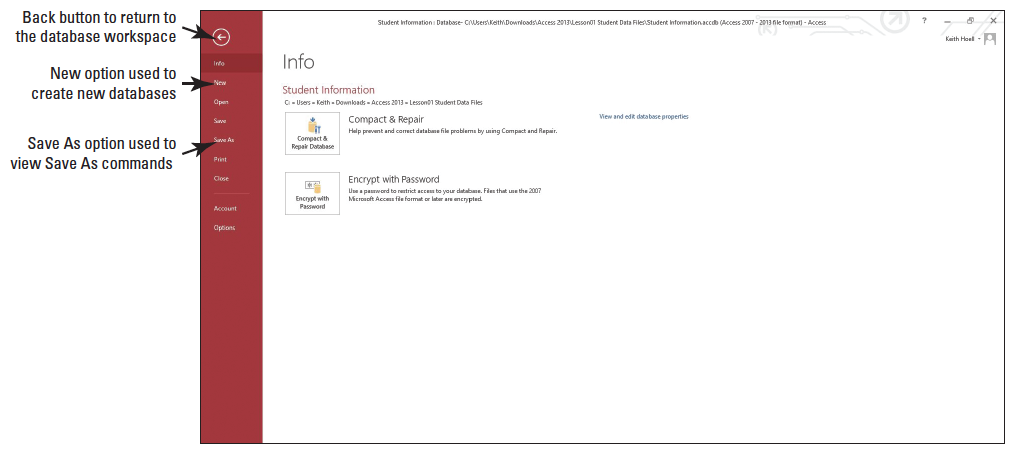 Back button to return to
the database workspace
New option used to
create new databases
Save As option used to
view Save As commands
Student Information : Database- C:\Users\Keith\Downloads\Access 2013\Lesson01 Student Data Files\Student Information.accdb (Access 2007 - 2013 file format) - Access
?
Keith Hoell
Info
New
Open
Save
Save As
Print
Close
Account
Options
Info
Student Information
C: » Users » Keith » Downloads » Access 2013 » Lesson01 Student Data Files
Compact &
Repair Database
Compact & Repair
Help prevent and correct database file problems by using Compact and Repair.
View and edit database properties
Encrypt with
Password
Encrypt with Password
Use a password to restrict access to your database. Files that use the 2007
Microsoft Access file format or later are encrypted.